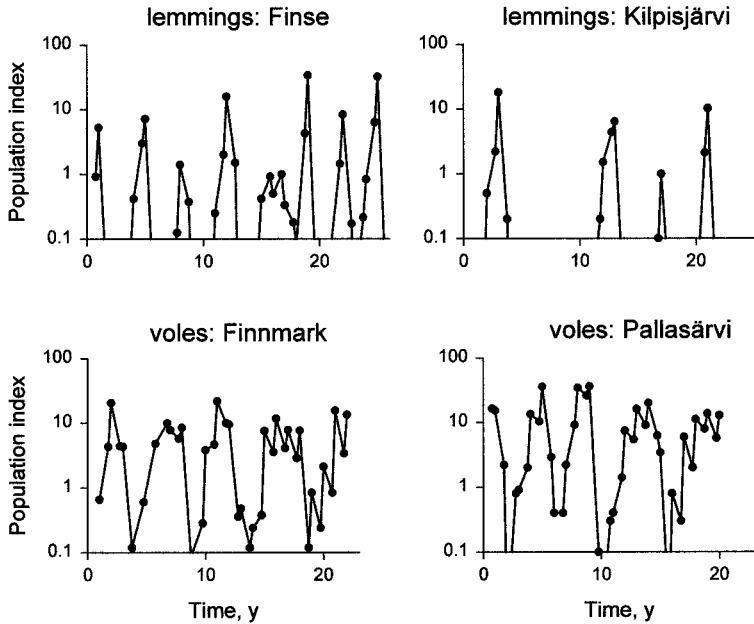 lemmings: Finse
lemmings: Kilpisjärvi
Population index
100
10
1
0.1
0 10 20
100
10
1
0.1
0 10 20
voles: Finnmark
voles: Pallasärvi
Population index
100
10
1
0.1
0 10 20
Time, y
100
10
1
0.1
0 10 20
Time, y